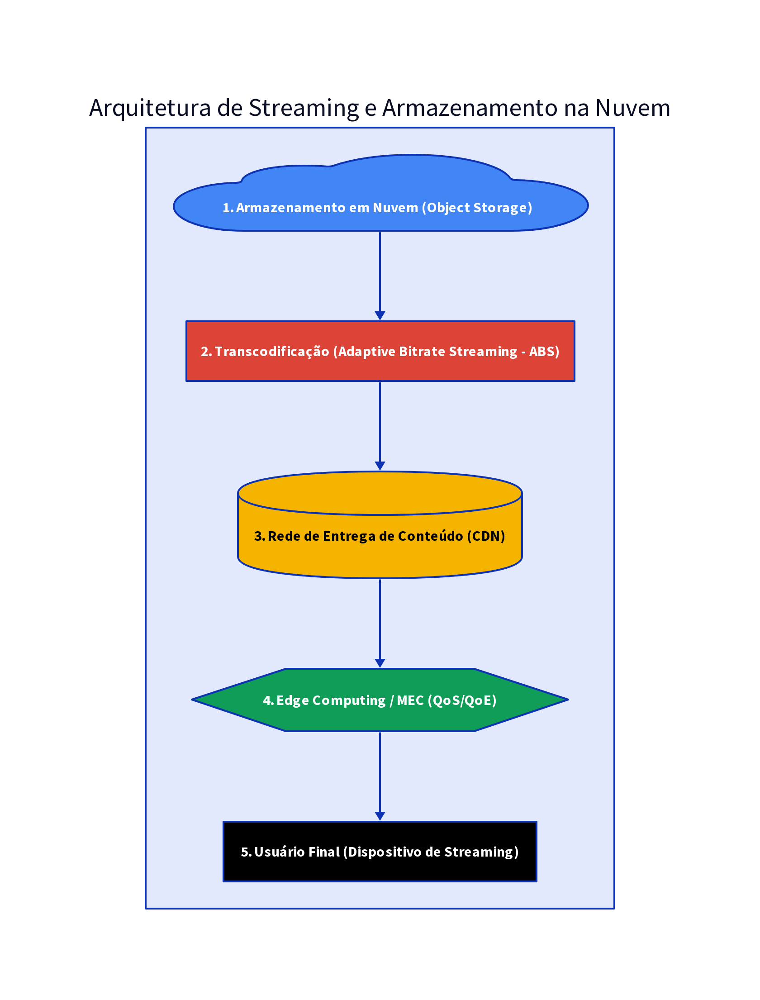 Arquitetura de Streaming e Armazenamento na Nuvem
1. Armazenamento em Nuvem (Object Storage)
2. Transcodificação (Adaptive Bitrate Streaming - ABS)
3. Rede de Entrega de Conteúdo (CDN)
4. Edge Computing / MEC (QoS/QoE)
5. Usuário Final (Dispositivo de Streaming)